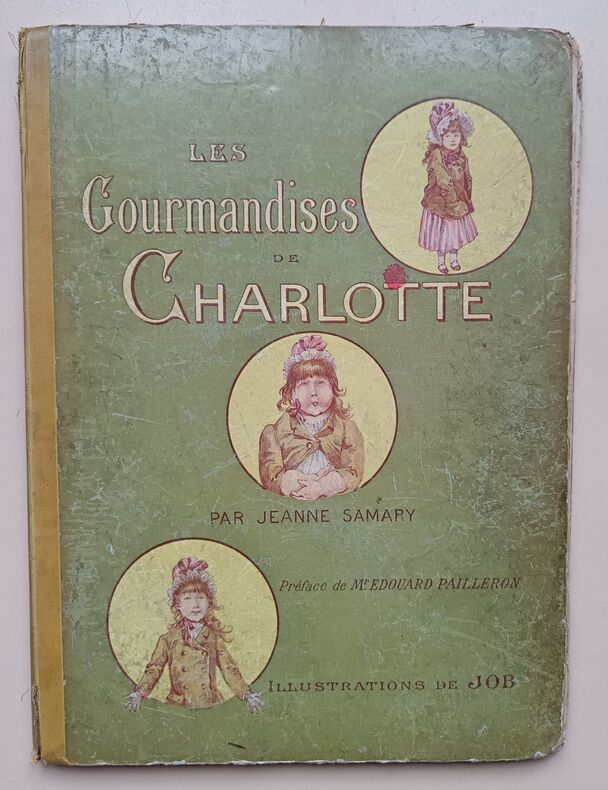 LES
Gourmandises
DE
CHARLOTTE
PAR JEANNE SAMARY
Préface de Mr EDOUARD PAILLERON
ILLUSTRATIONS DE JOB